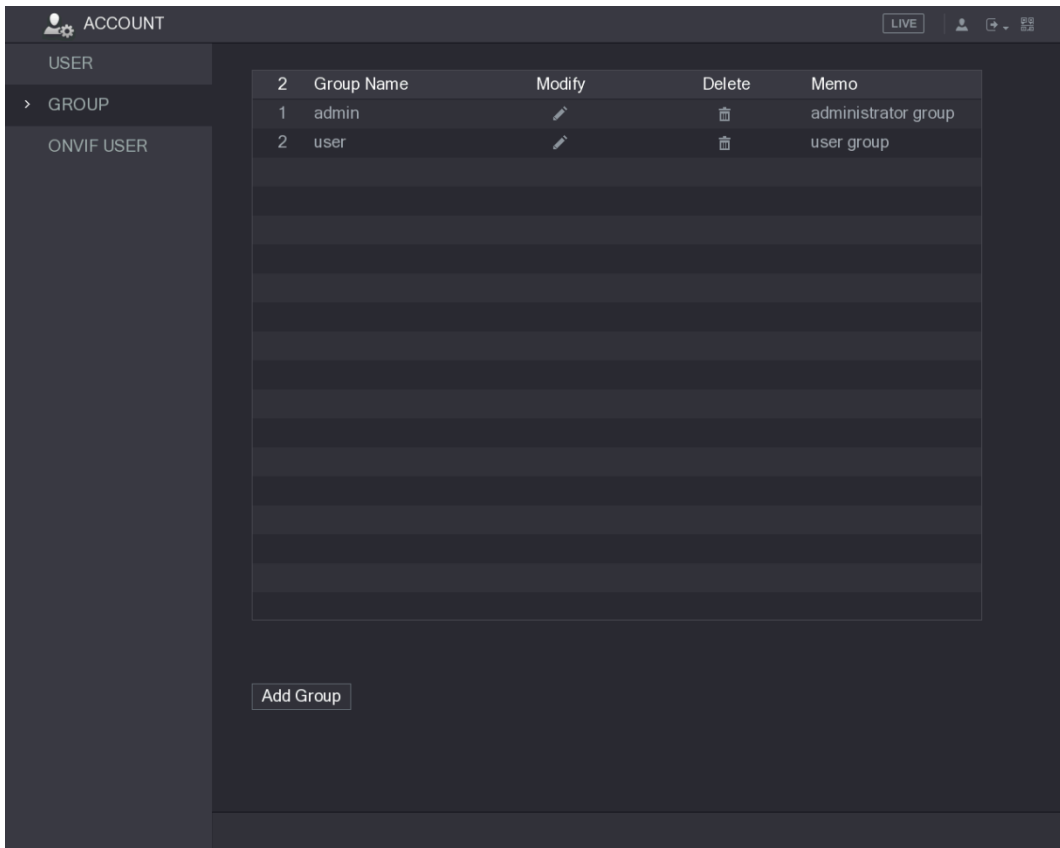 ACCOUNT LIVE
USER
GROUP
ONVIF USER
2 Group Name Modify Delete Memo
1 admin administrator group
2 user user group
Add Group